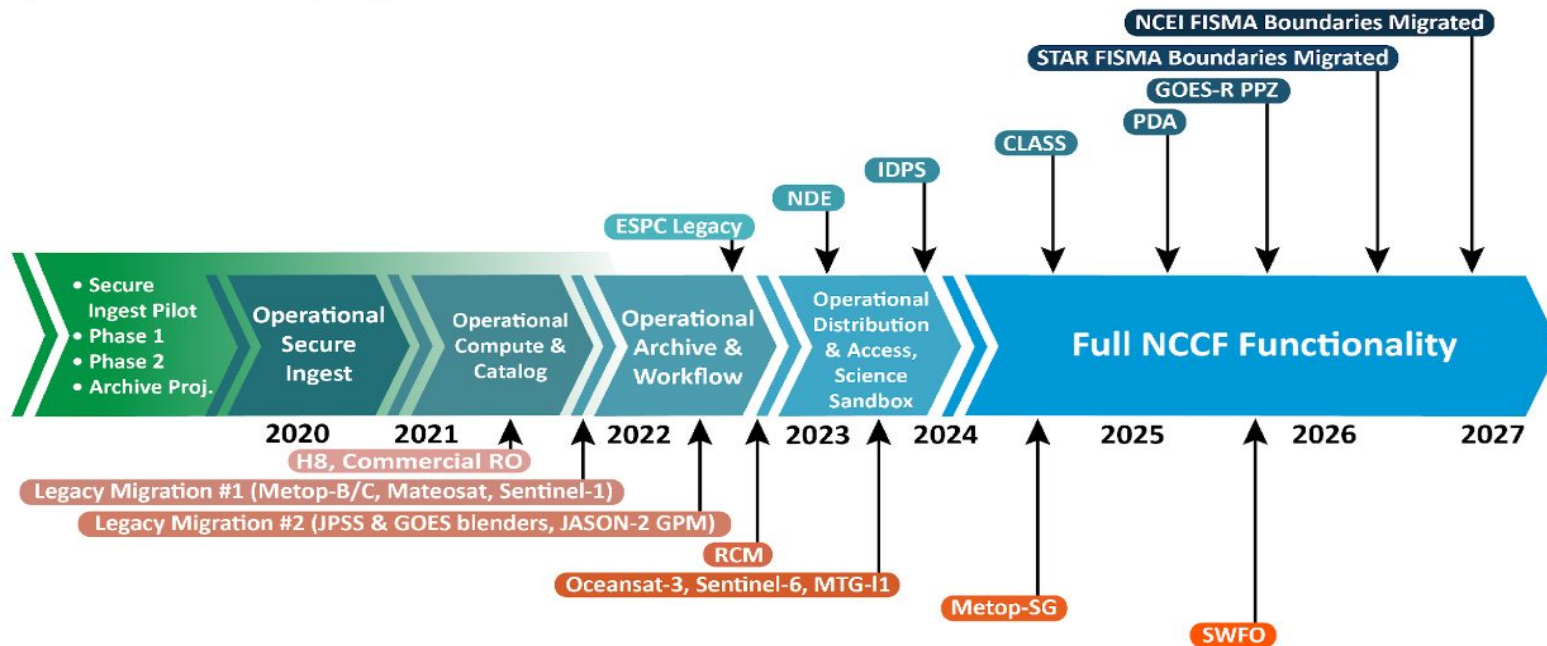 NCEI FISMA Boundaries Migrated
STAR FISMA Boundaries Migrated
GOES-R PPZ
PDA
CLASS
IDPS
NDE
ESPC Legacy
• Secure
Ingest Pilot
• Phase 1
• Phase 2
• Archive Proj.
Operational
Secure
Ingest
Operational
Compute &
Catalog
Operational
Archive &
Workflow
Operational
Distribution
& Access,
Science
Sandbox
Full NCCF Functionality
2020
2021
2022
2023
2024
2025
2026
2027
H8, Commercial RO
Legacy Migration #1 (Metop-B/C, Mateosat, Sentinel-1)
Legacy Migration #2 (JPSS & GOES blenders, JASON-2 GPM)
RCM
Oceansat-3, Sentinel-6, MTG-l1
Metop-SG
SWFO